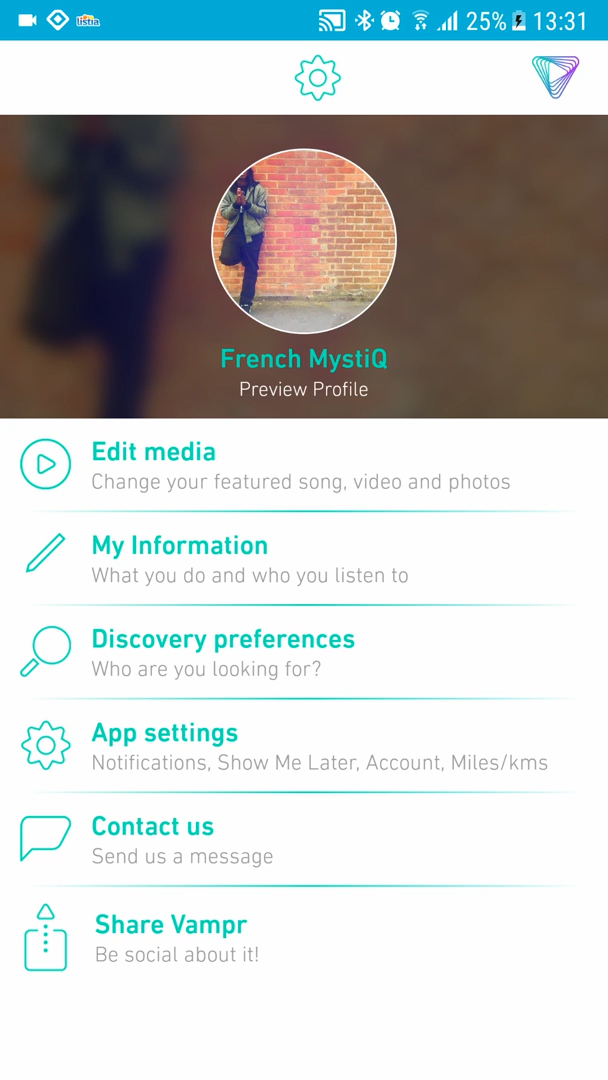 listia 25% 13:31
French MystiQ
Preview Profile
Edit media
Change your featured song, video and photos
My Information
What you do and who you listen to
Discovery preferences
Who are you looking for?
App settings
Notifications, Show Me Later, Account, Miles/kms
Contact us
Send us a message
Share Vampr
Be social about it!